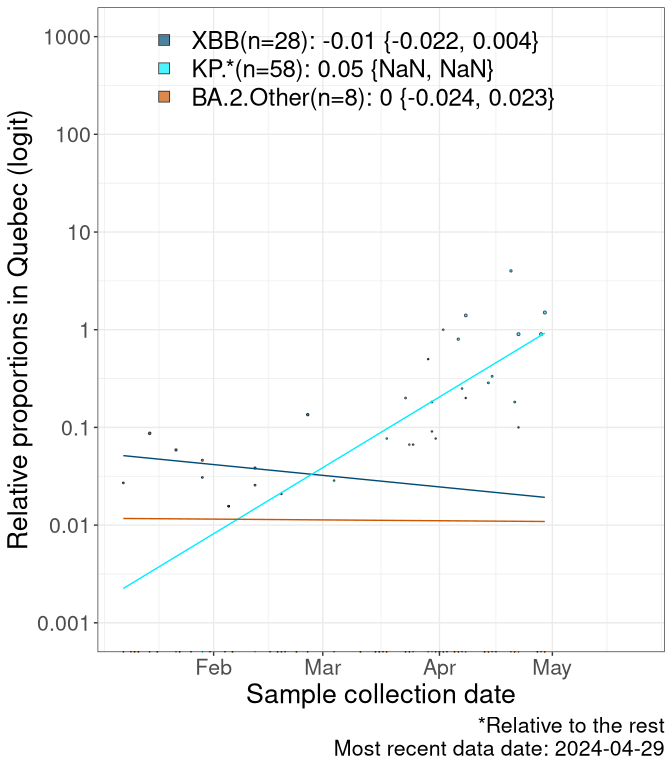 XBB(n=28): -0.01 {-0.022, 0.004}
KP.*(n=58): 0.05 {NaN, NaN}
BA.2.Other(n=8): 0 {-0.024, 0.023}
Relative proportions in Quebec (logit)
1000
100
10
1
0.1
0.01
0.001
Feb Mar Apr May
Sample collection date
*Relative to the rest
Most recent data date: 2024-04-29